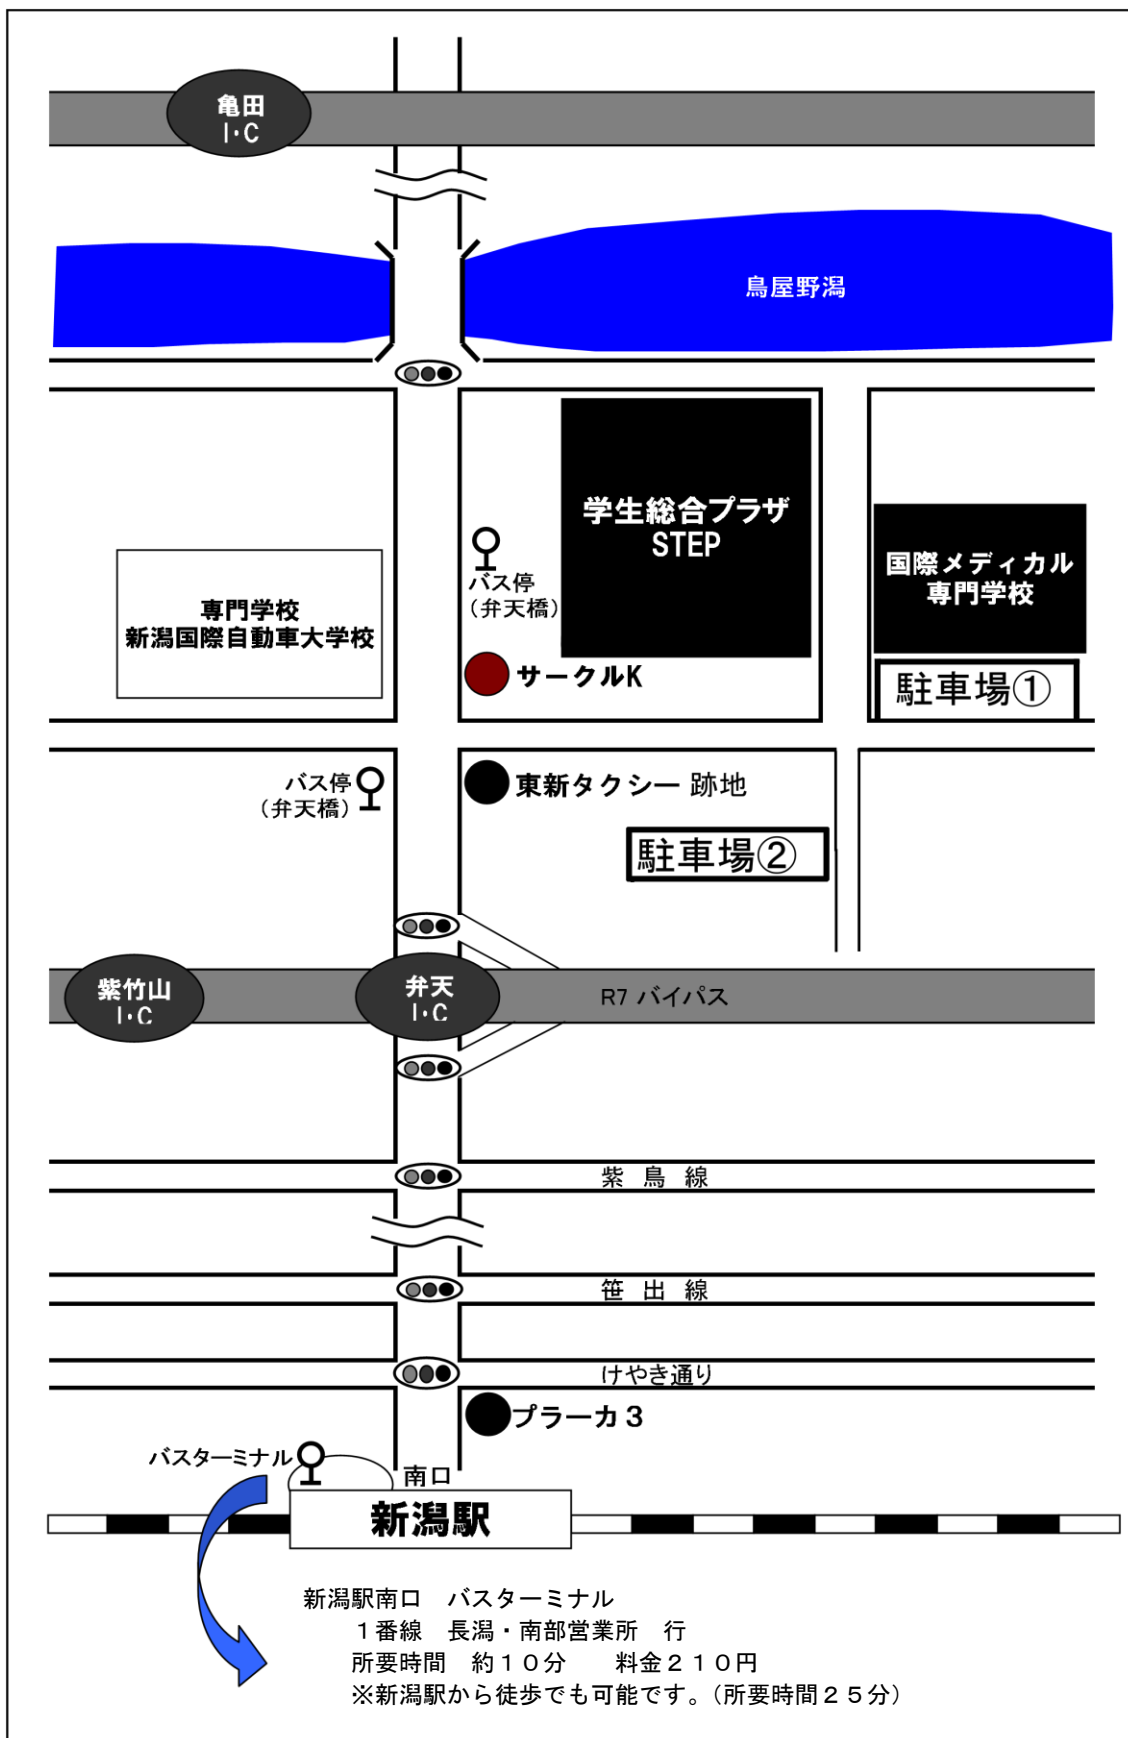 亀田
I・C
鳥屋野潟
学生総合プラザ
STEP
バス停
（弁天橋）
国際メディカル
専門学校
専門学校
新潟国際自動車大学校
サークルK
駐車場①
バス停
（弁天橋）
東新タクシー 跡地
駐車場②
紫竹山
I・C
弁天
I・C
R7 バイパス
紫 鳥 線
笹 出 線
けやき通り
プラーカ３
バスターミナル
南口
新潟駅
新潟駅南口　バスターミナル
１番線　長潟・南部営業所　行
所要時間　約１０分　　料金２１０円
※新潟駅から徒歩でも可能です。（所要時間２５分）